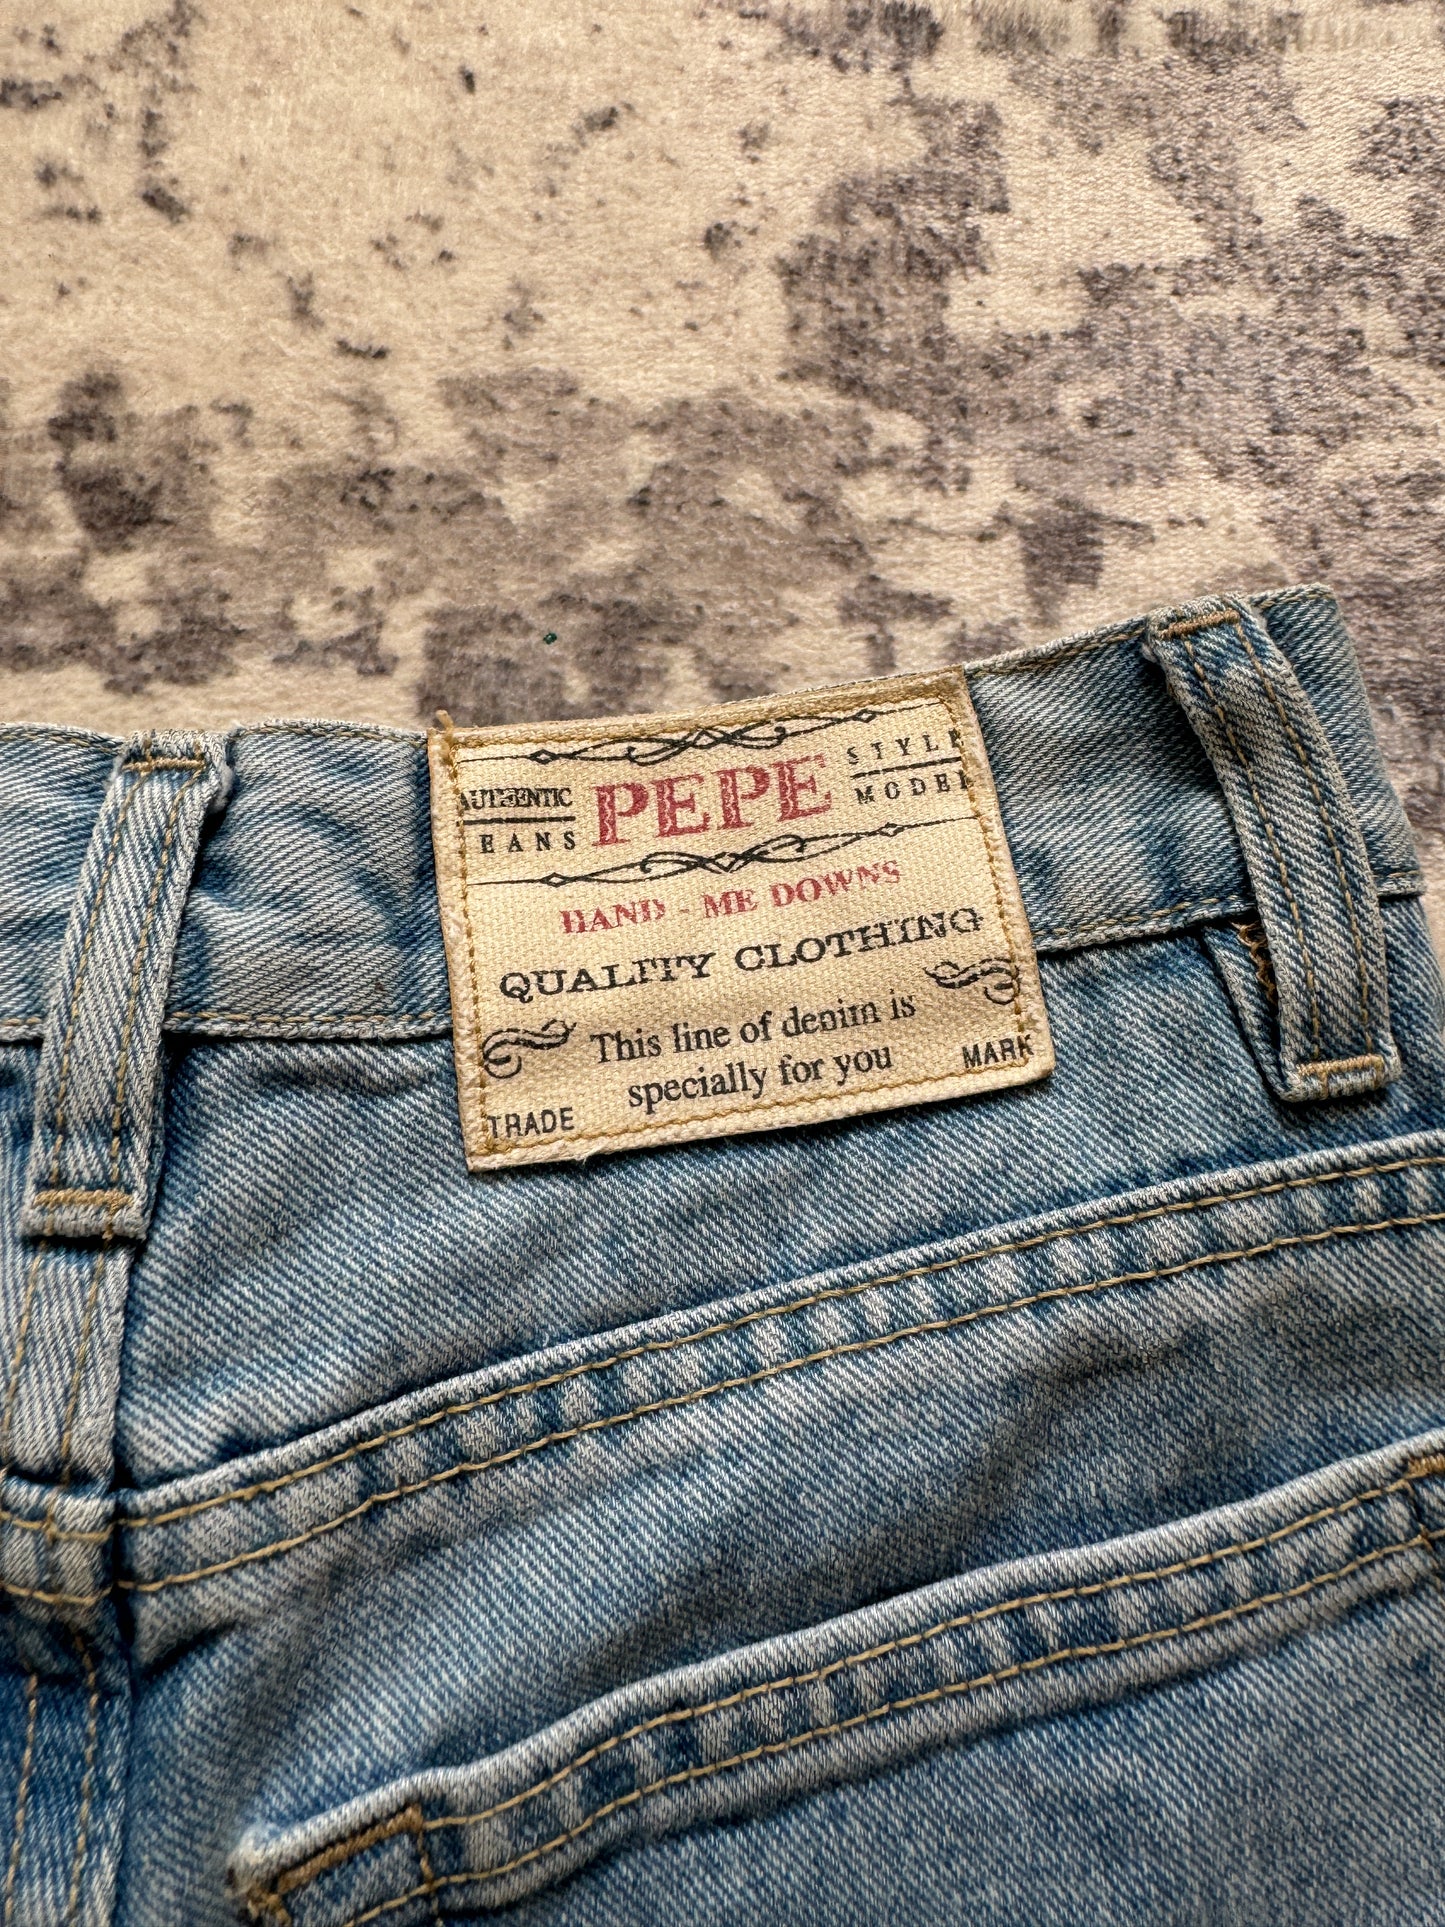 AUTHENTIC
JEANS
PEPE
STYLE
MODEL
HAND - ME DOWNS
QUALITY CLOTHING
This line of denim is
specially for you
TRADE
MARK